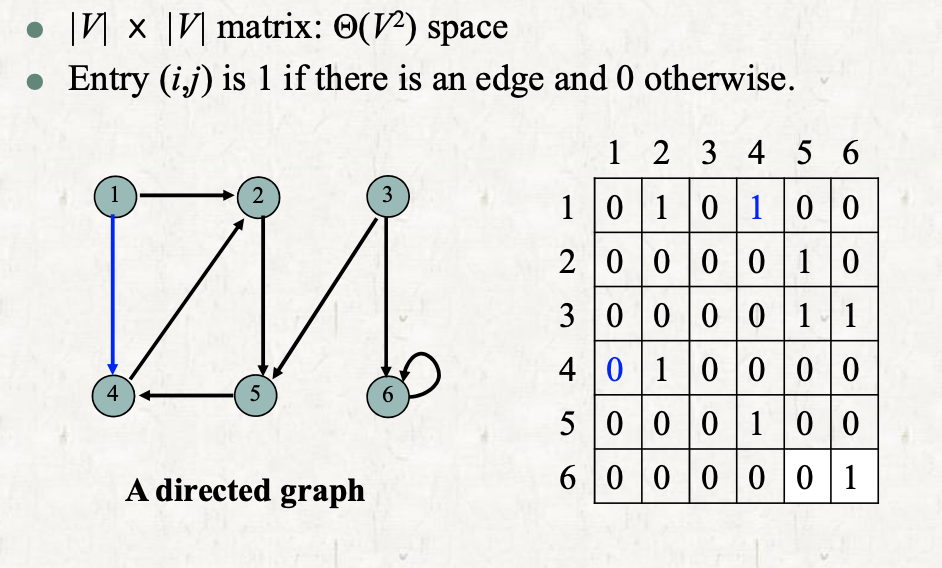 • |V| x |V| matrix: Θ(V²) space
• Entry (i,j) is 1 if there is an edge and 0 otherwise.
1 2 3
4 5 6
A directed graph
1 2 3 4 5 6
1 0 1 0 1 0 0
2 0 0 0 0 1 0
3 0 0 0 0 1 1
4 0 1 0 0 0 0
5 0 0 0 1 0 0
6 0 0 0 0 0 1